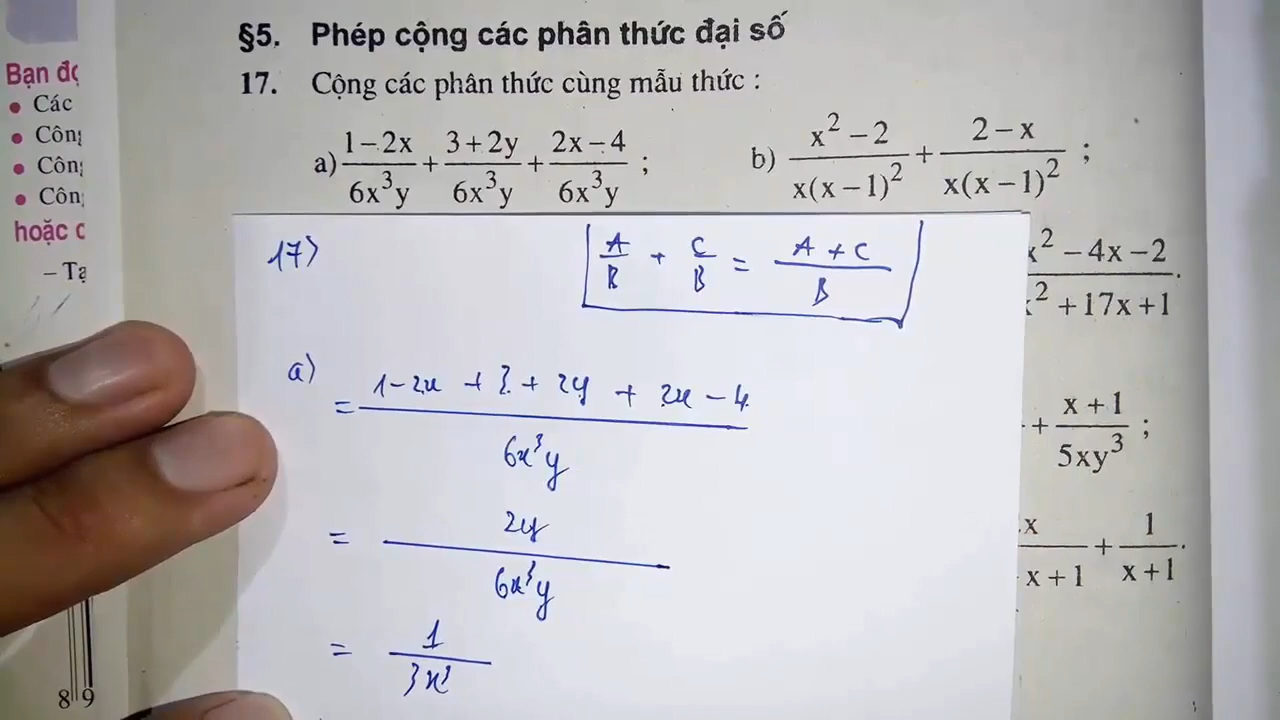 §5. Phép cộng các phân thức đại số
17. Cộng các phân thức cùng mẫu thức :
a) (1 – 2x)/(6x³y) + (3 + 2y)/(6x³y) + (2x – 4)/(6x³y) ;
b) (x² – 2)/(x(x – 1)²) + (2 – x)/(x(x – 1)²) ;
x² – 4x – 2
² + 17x + 1
+ (x + 1)/(5xy³) ;
x
x + 1
+ 1/(x + 1).
17)
A/B + C/B = (A + C)/B
a)
= (1 – 2x + 3 + 2y + 2x – 4)/(6x³y)
= 2y/(6x³y)
= 1/(3x³)
Bạn
• Các
• Côn
• Côn
• Côn
hoặc
–
89